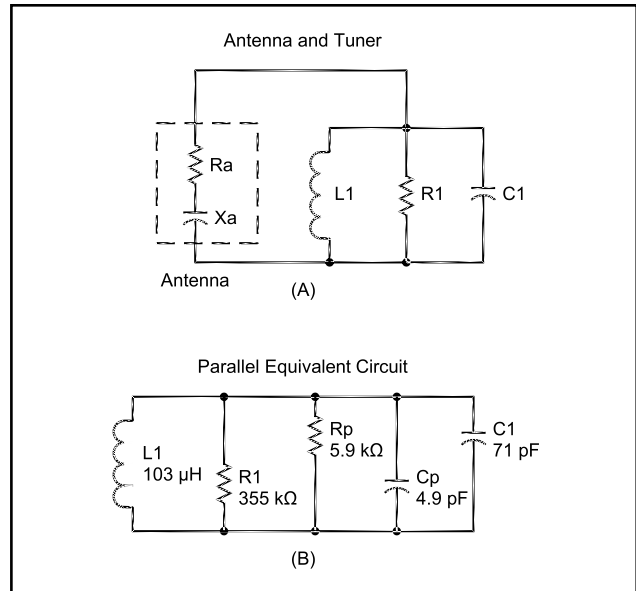 Antenna and Tuner
Ra
Xa
L1
R1
C1
Antenna
(A)
Parallel Equivalent Circuit
L1
103 µH
R1
355 kΩ
Rp
5.9 kΩ
Cp
4.9 pF
C1
71 pF
(B)